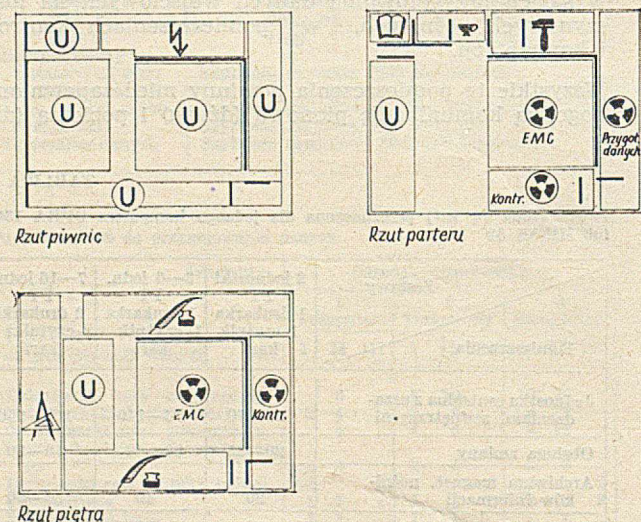 U
U
U
U
U
Rzut piwnic
U
EMC
Przygot.
danych
Kontr.
Rzut parteru
U
EMC
Kontr.
Rzut piętra